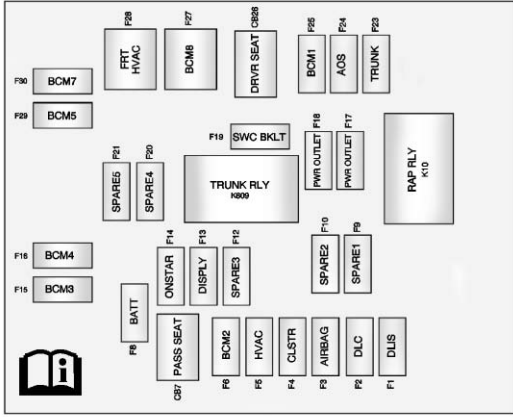 F28
F27
CB26
F25
F24
F23
FRT
HVAC
BCM8
DRVR SEAT
BCM1
AOS
TRUNK
F30
BCM7
F29
BCM5
F19
SWC BKLT
F18
F17
PWR OUTLET
PWR OUTLET
RAP RLY
K10
F21
F20
SPARE5
SPARE4
TRUNK RLY
K609
F14
F13
F12
F10
F9
ONSTAR
DISPLY
SPARE3
SPARE2
SPARE1
F16
BCM4
F15
BCM3
BATT
F8
PASS SEAT
BCM2
HVAC
CLSTR
AIRBAG
DLC
DLIS
CB7
F6
F5
F4
F3
F2
F1
i